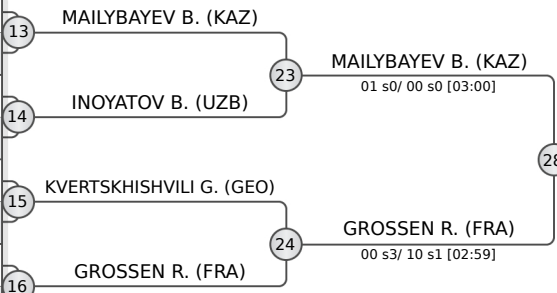 MAILYBAYEV B. (KAZ)
13
23
MAILYBAYEV B. (KAZ)
01 s0/ 00 s0 [03:00]
INOYATOV B. (UZB)
14
28
KVERTSKHISHVILI G. (GEO)
15
24
GROSSEN R. (FRA)
00 s3/ 10 s1 [02:59]
GROSSEN R. (FRA)
16